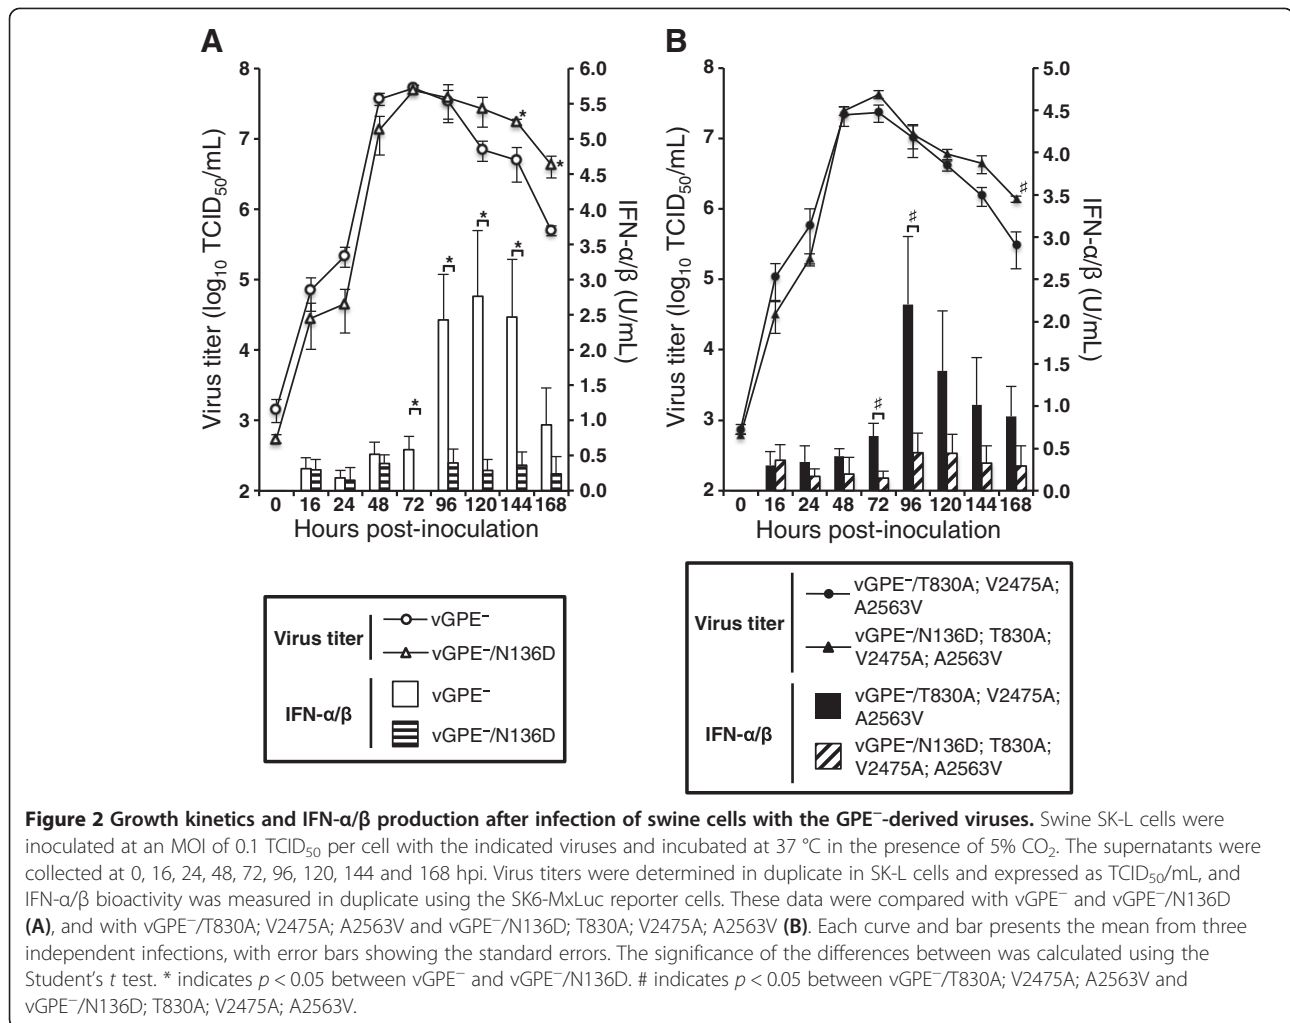 A
B
8
7
6
5
4
3
2
Virus titer (log10 TCID50/mL)
6.0
5.5
5.0
4.5
4.0
3.5
3.0
2.5
2.0
1.5
1.0
0.5
0.0
IFN-α/β (U/mL)
* * * * * *
0 16 24 48 72 96 120 144 168
Hours post-inoculation
8
7
6
5
4
3
2
Virus titer (log10 TCID50/mL)
5.0
4.5
4.0
3.5
3.0
2.5
2.0
1.5
1.0
0.5
0.0
IFN-α/β (U/mL)
♯ ♯ ♯
0 16 24 48 72 96 120 144 168
Hours post-inoculation
Virus titer
vGPE⁻
vGPE⁻/N136D
IFN-α/β
vGPE⁻
vGPE⁻/N136D
Virus titer
vGPE⁻/T830A; V2475A;
A2563V
vGPE⁻/N136D; T830A;
V2475A; A2563V
IFN-α/β
vGPE⁻/T830A; V2475A;
A2563V
vGPE⁻/N136D; T830A;
V2475A; A2563V
Figure 2 Growth kinetics and IFN-α/β production after infection of swine cells with the GPE⁻-derived viruses. Swine SK-L cells were
inoculated at an MOI of 0.1 TCID50 per cell with the indicated viruses and incubated at 37 °C in the presence of 5% CO2. The supernatants were
collected at 0, 16, 24, 48, 72, 96, 120, 144 and 168 hpi. Virus titers were determined in duplicate in SK-L cells and expressed as TCID50/mL, and
IFN-α/β bioactivity was measured in duplicate using the SK6-MxLuc reporter cells. These data were compared with vGPE⁻ and vGPE⁻/N136D
(A), and with vGPE⁻/T830A; V2475A; A2563V and vGPE⁻/N136D; T830A; V2475A; A2563V (B). Each curve and bar presents the mean from three
independent infections, with error bars showing the standard errors. The significance of the differences between was calculated using the
Student's t test. * indicates p < 0.05 between vGPE⁻ and vGPE⁻/N136D. # indicates p < 0.05 between vGPE⁻/T830A; V2475A; A2563V and
vGPE⁻/N136D; T830A; V2475A; A2563V.